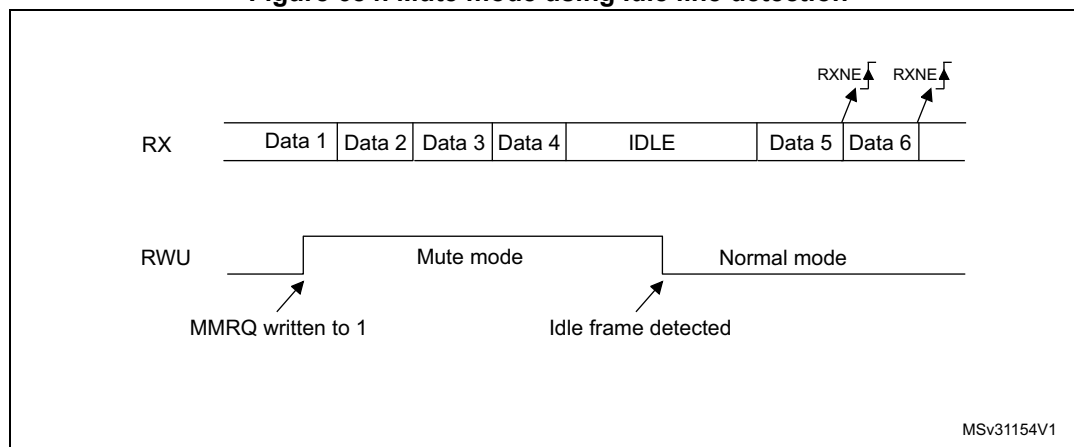 RXNE RXNE
RX Data 1 Data 2 Data 3 Data 4 IDLE Data 5 Data 6
RWU Mute mode Normal mode
MMRQ written to 1 Idle frame detected
MSv31154V1